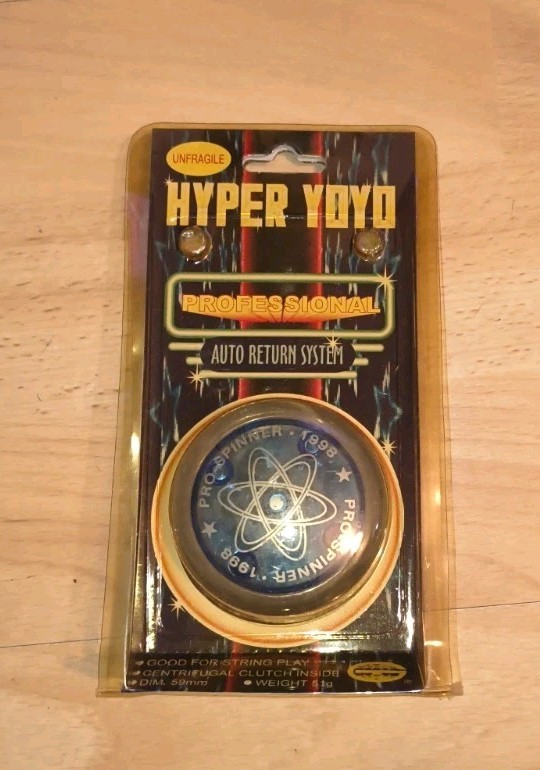 UNFRAGILE
HYPER YOYO
PROFESSIONAL
AUTO RETURN SYSTEM
PRO SPINNER • 1998 ★
PRO SPINNER • 1998 ★
GOOD FOR STRING PLAY
CENTRIFUGAL CLUTCH INSIDE
DIM. 59mm • WEIGHT 51g